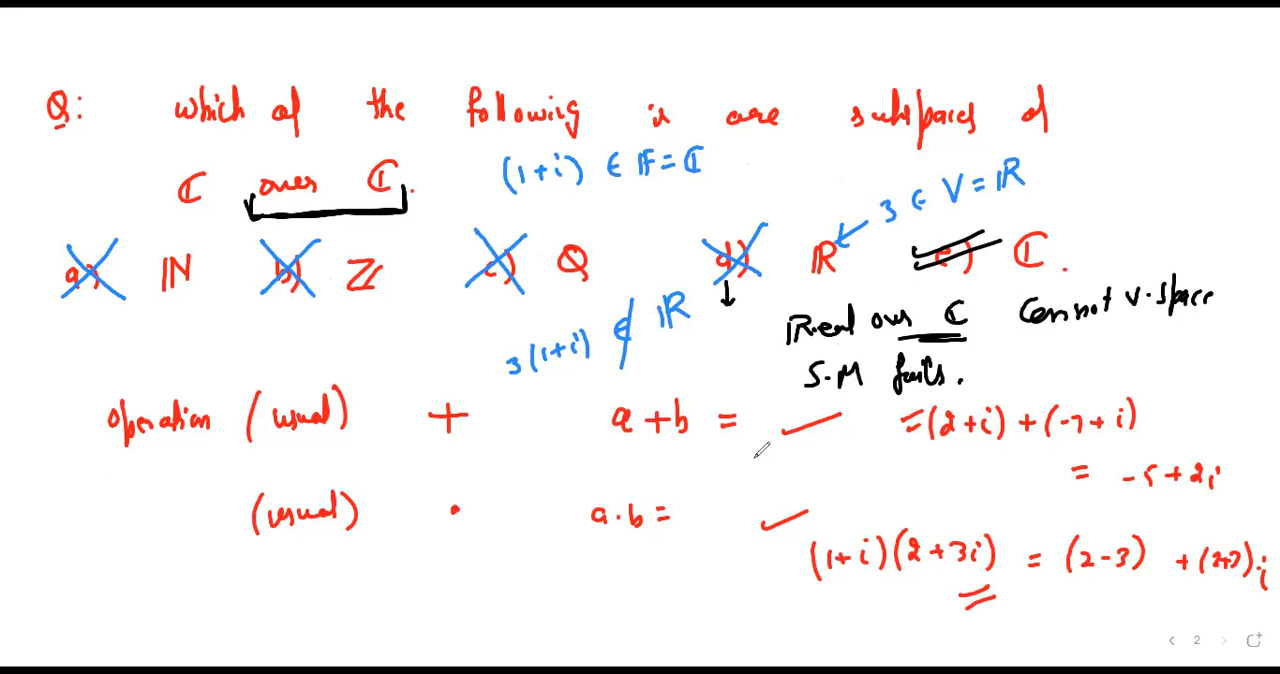 Q: which of the following is are subspaces of
ℂ over ℂ. (1+i) ∈ 𝔽 = ℂ
3 ∈ V = ℝ
a) ℕ b) ℤ c) ℚ d) ℝ e) ℂ.
3(1+i) ∉ ℝ
Real over ℂ cannot v.space
S.M fails.
operation (usual) + a+b = = (2+i) + (-7+i)
= -5+2i
(usual) • a.b =
(1+i)(2+3i) = (2-3) + (2+3).i
2